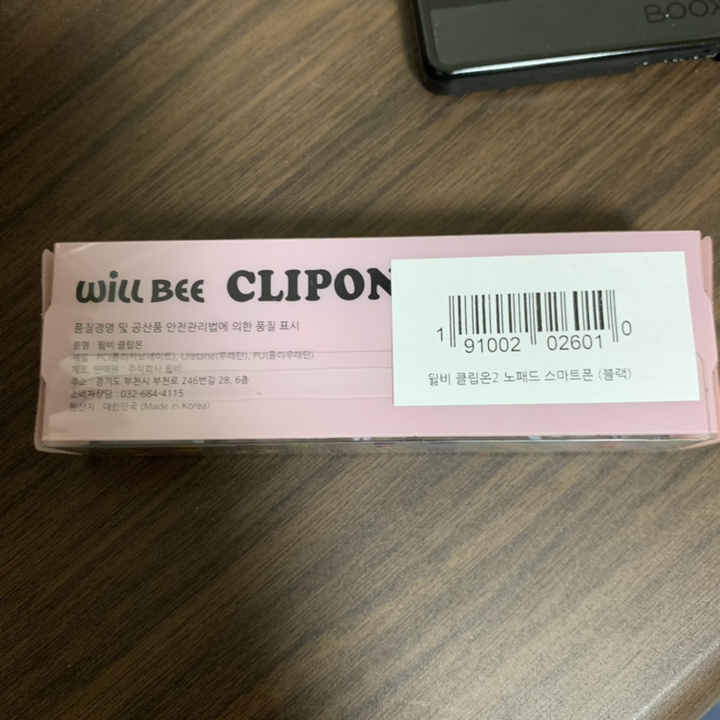 BOOX
WiLL BEE CLIPON
품질경영 및 공산품 안전관리법에 의한 품질 표시
품명 : 윌비 클립온
재질 : PC(폴리카보네이트), Uretane(우레탄), PU(폴리우레탄)
제조, 판매원 : 주식회사 윌비
주소 : 경기도 부천시 부천로 246번길 28, 6층
소비자상담 : 032-684-4115
원산지 : 대한민국 (Made in Korea)
1 91002 02601 0
윌비 클립온2 노패드 스마트폰 (블랙)